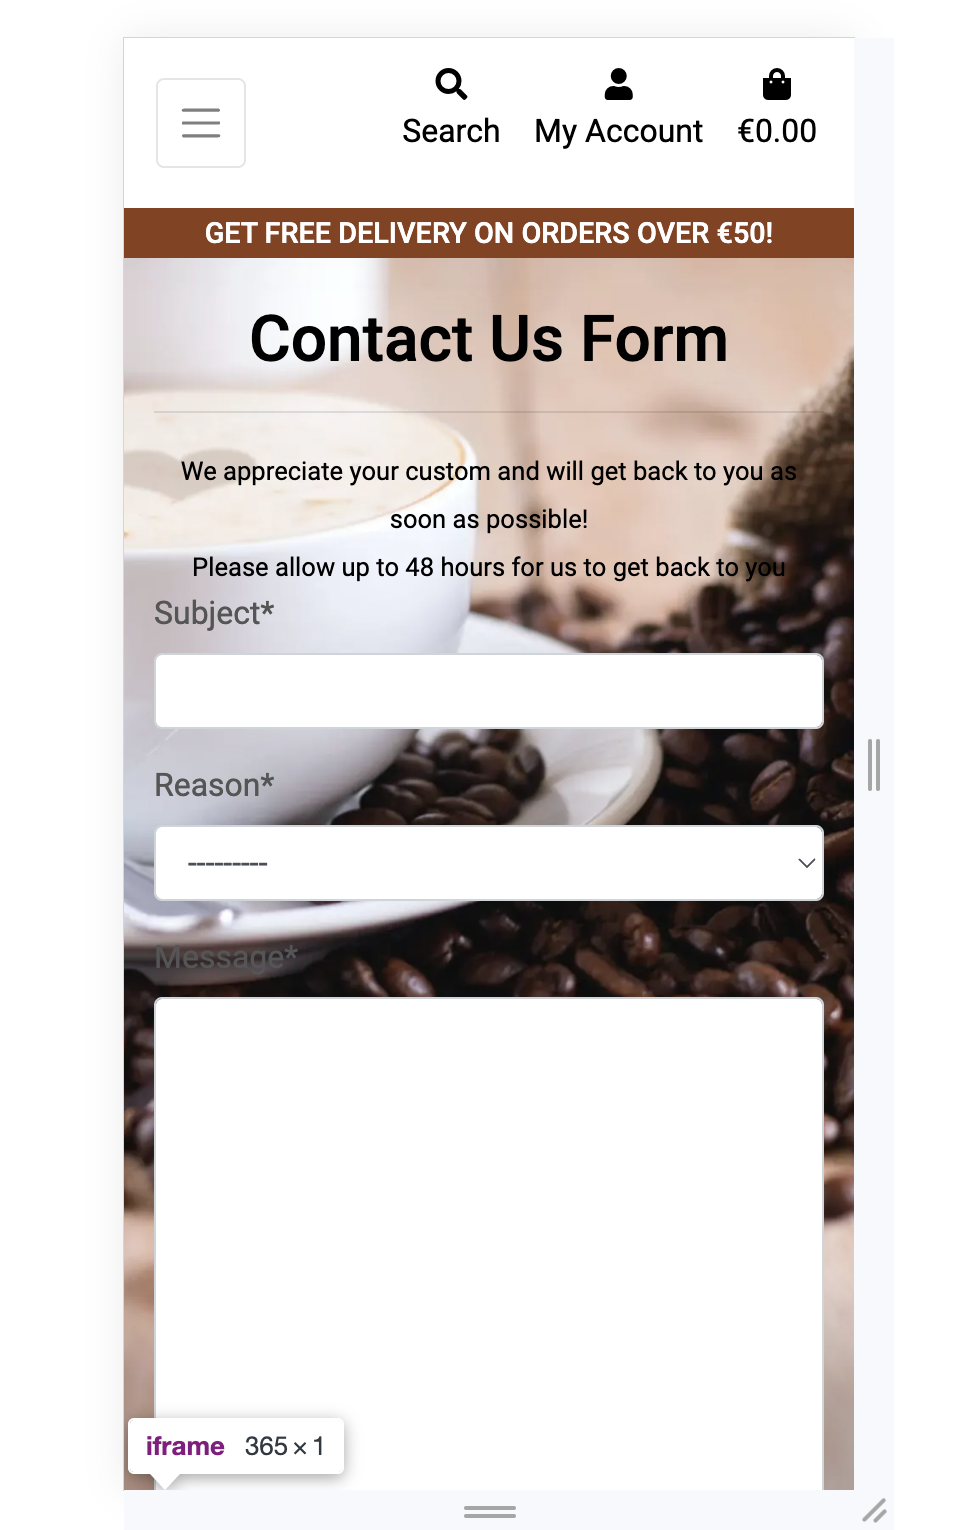 Search My Account €0.00
GET FREE DELIVERY ON ORDERS OVER €50!
Contact Us Form
We appreciate your custom and will get back to you as
soon as possible!
Please allow up to 48 hours for us to get back to you
Subject*
Reason*
---------
Message*
iframe 365 × 1